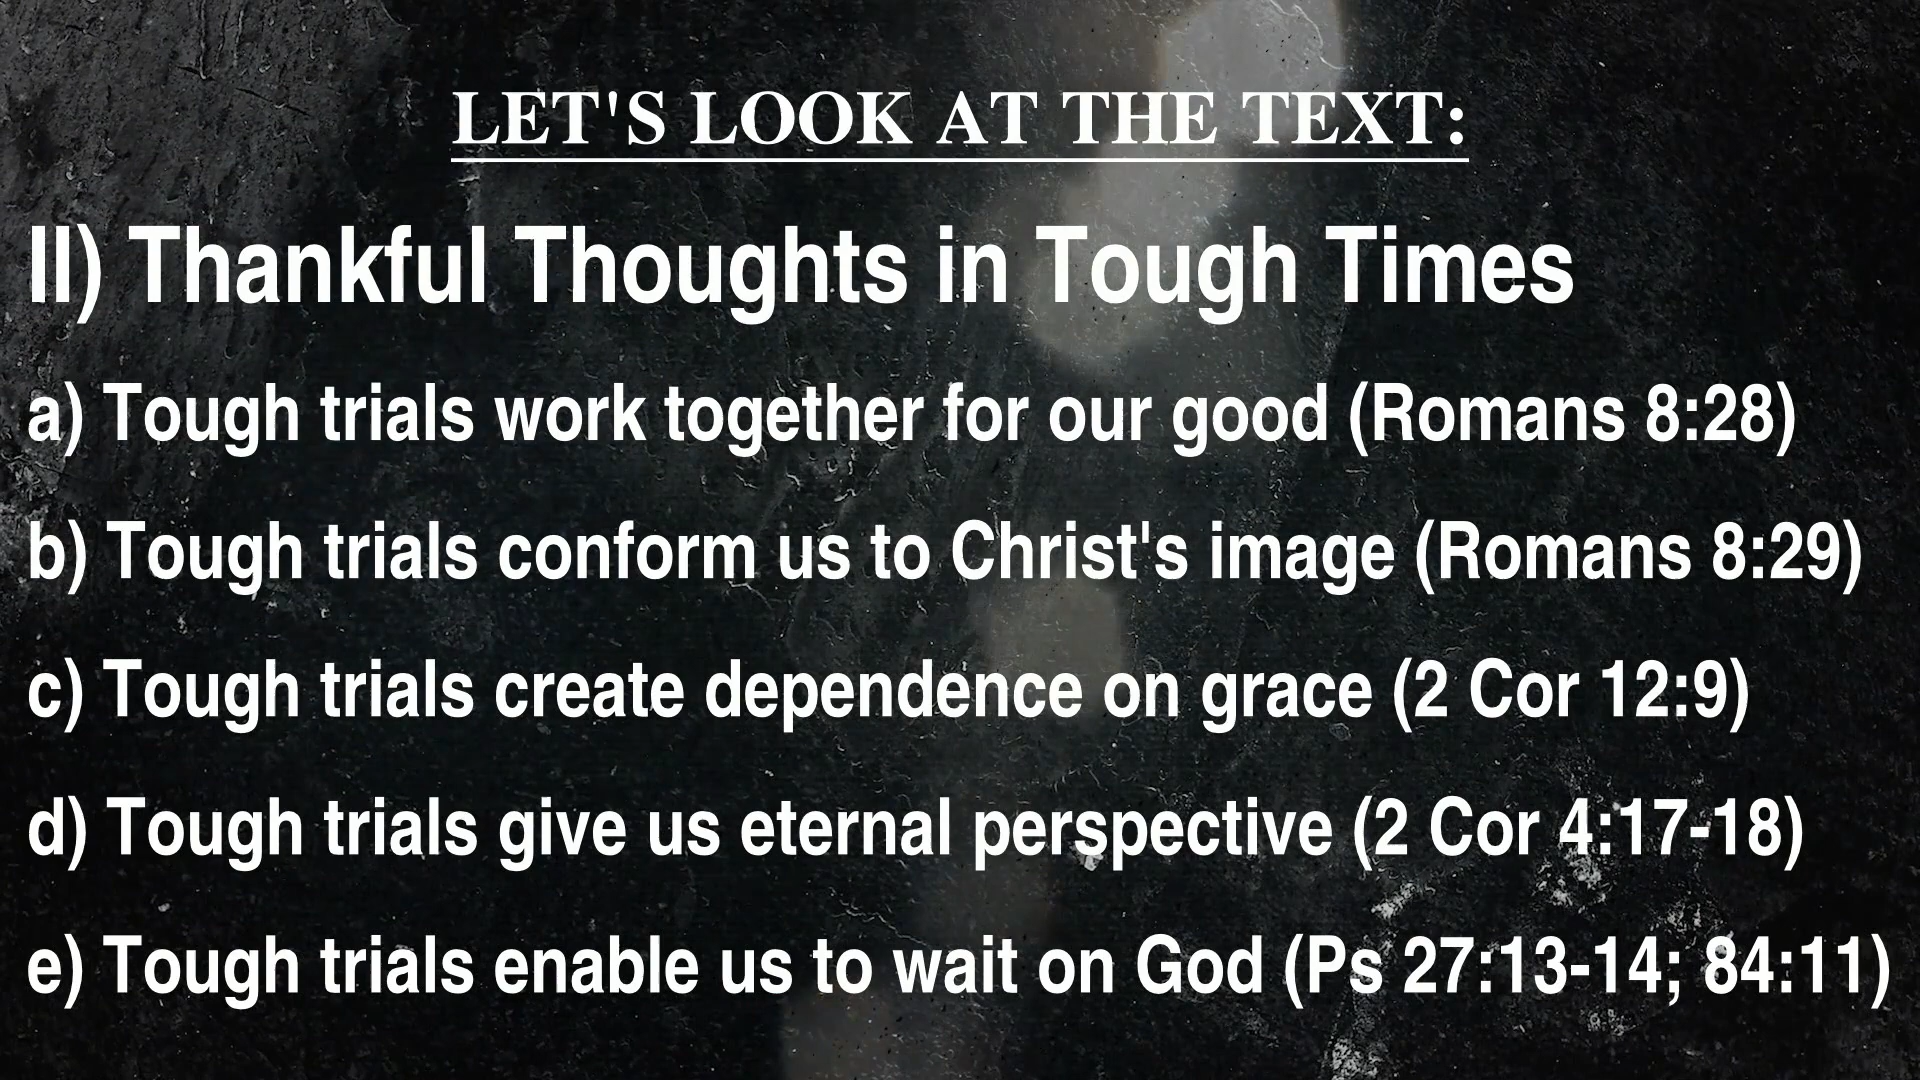 LET'S LOOK AT THE TEXT:
II) Thankful Thoughts in Tough Times
a) Tough trials work together for our good (Romans 8:28)
b) Tough trials conform us to Christ's image (Romans 8:29)
c) Tough trials create dependence on grace (2 Cor 12:9)
d) Tough trials give us eternal perspective (2 Cor 4:17-18)
e) Tough trials enable us to wait on God (Ps 27:13-14; 84:11)